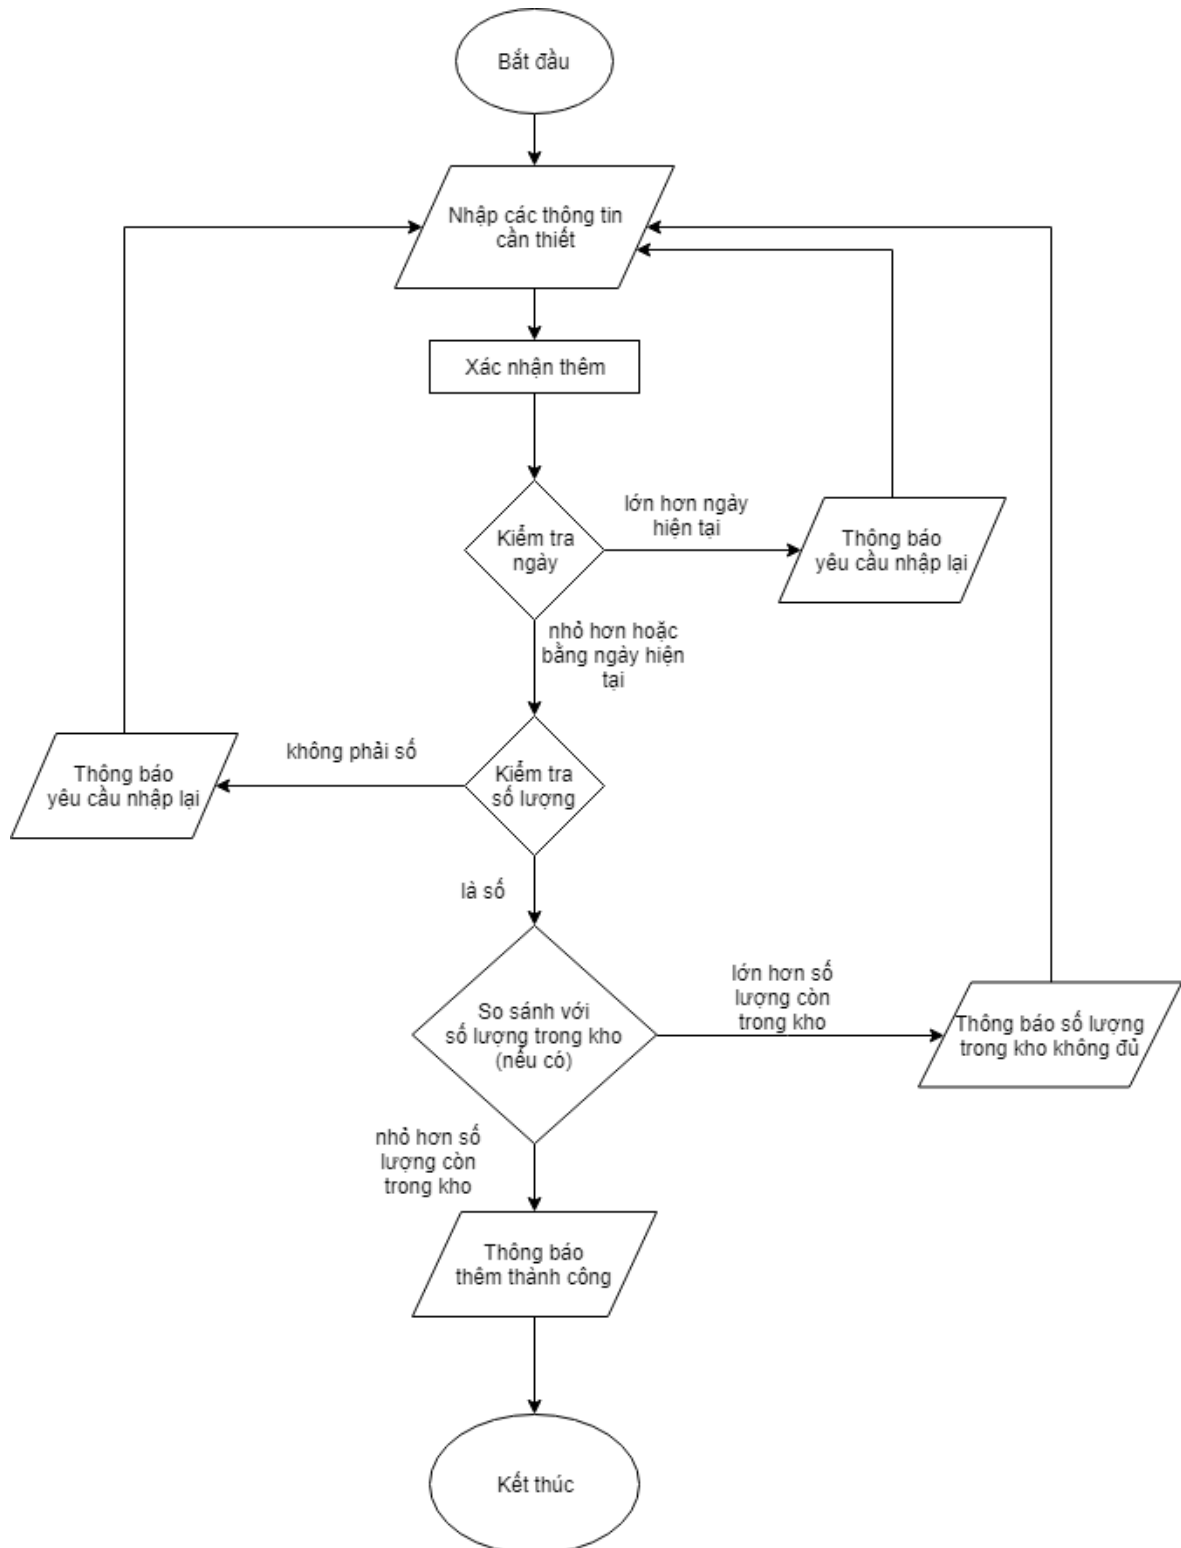 Bắt đầu
Nhập các thông tin
cần thiết
Xác nhận thêm
Kiểm tra
ngày
lớn hơn ngày
hiện tại
Thông báo
yêu cầu nhập lại
nhỏ hơn hoặc
bằng ngày hiện
tại
Kiểm tra
số lượng
không phải số
Thông báo
yêu cầu nhập lại
là số
So sánh với
số lượng trong kho
(nếu có)
lớn hơn số
lượng còn
trong kho
Thông báo số lượng
trong kho không đủ
nhỏ hơn số
lượng còn
trong kho
Thông báo
thêm thành công
Kết thúc